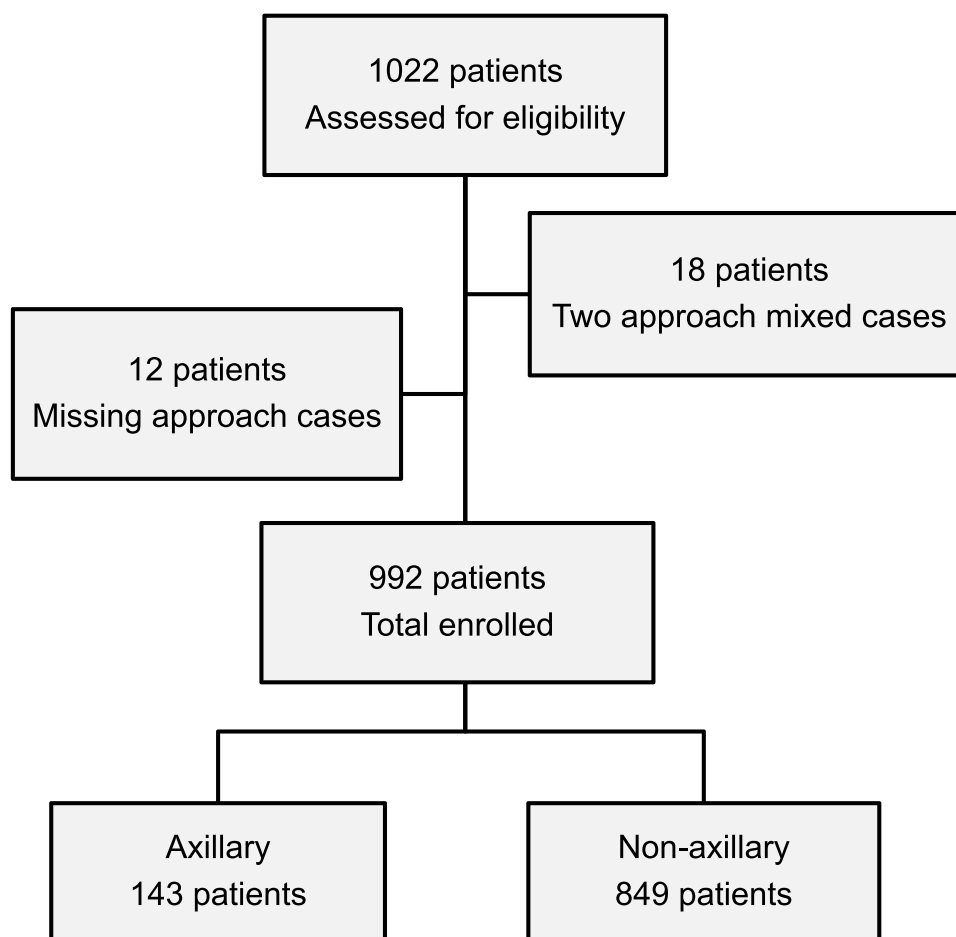 1022 patients
Assessed for eligibility
18 patients
Two approach mixed cases
12 patients
Missing approach cases
992 patients
Total enrolled
Axillary
143 patients
Non-axillary
849 patients